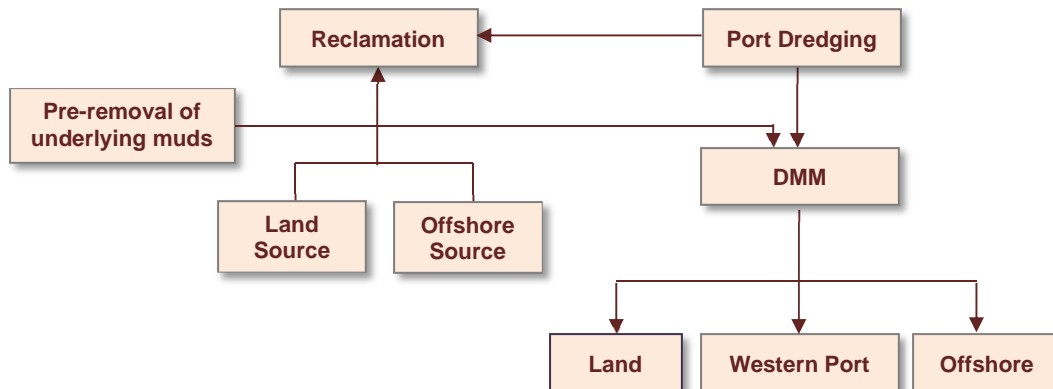 Reclamation
Port Dredging
Pre-removal of
underlying muds
DMM
Land
Source
Offshore
Source
Land
Western Port
Offshore